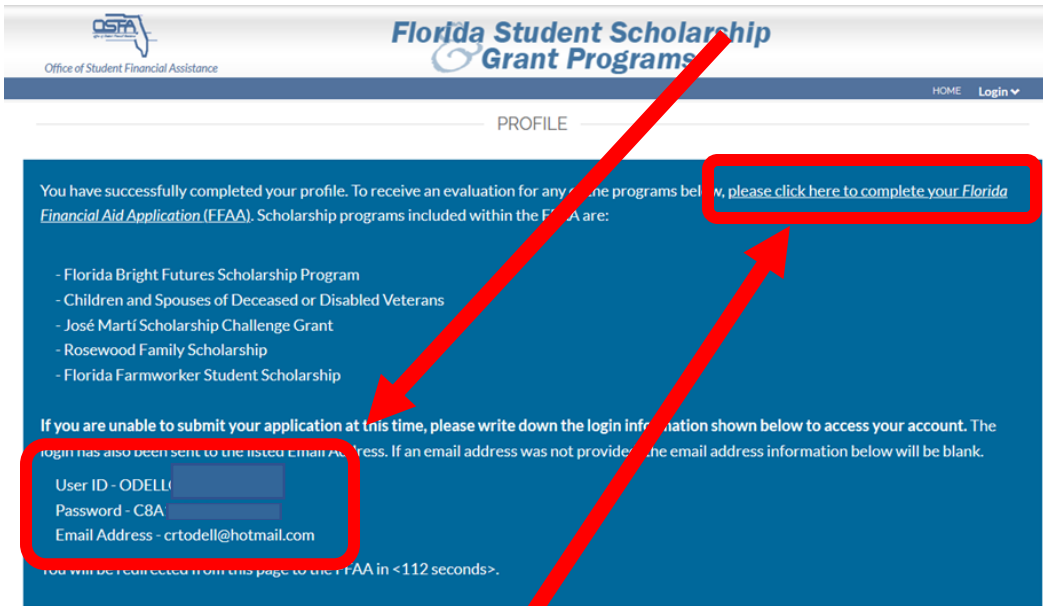 OSFA
Office of Student Financial Assistance
Florida Student Scholarship
& Grant Programs
HOME Login
PROFILE
You have successfully completed your profile. To receive an evaluation for any of the programs below, please click here to complete your Florida
Financial Aid Application (FFAA). Scholarship programs included within the FFAA are:
- Florida Bright Futures Scholarship Program
- Children and Spouses of Deceased or Disabled Veterans
- José Martí Scholarship Challenge Grant
- Rosewood Family Scholarship
- Florida Farmworker Student Scholarship
If you are unable to submit your application at this time, please write down the login information shown below to access your account. The
login has also been sent to the listed Email Address. If an email address was not provided, the email address information below will be blank.
User ID - ODELL
Password - C8A
Email Address - crtodell@hotmail.com
You will be redirected from this page to the FFAA in <112 seconds>.